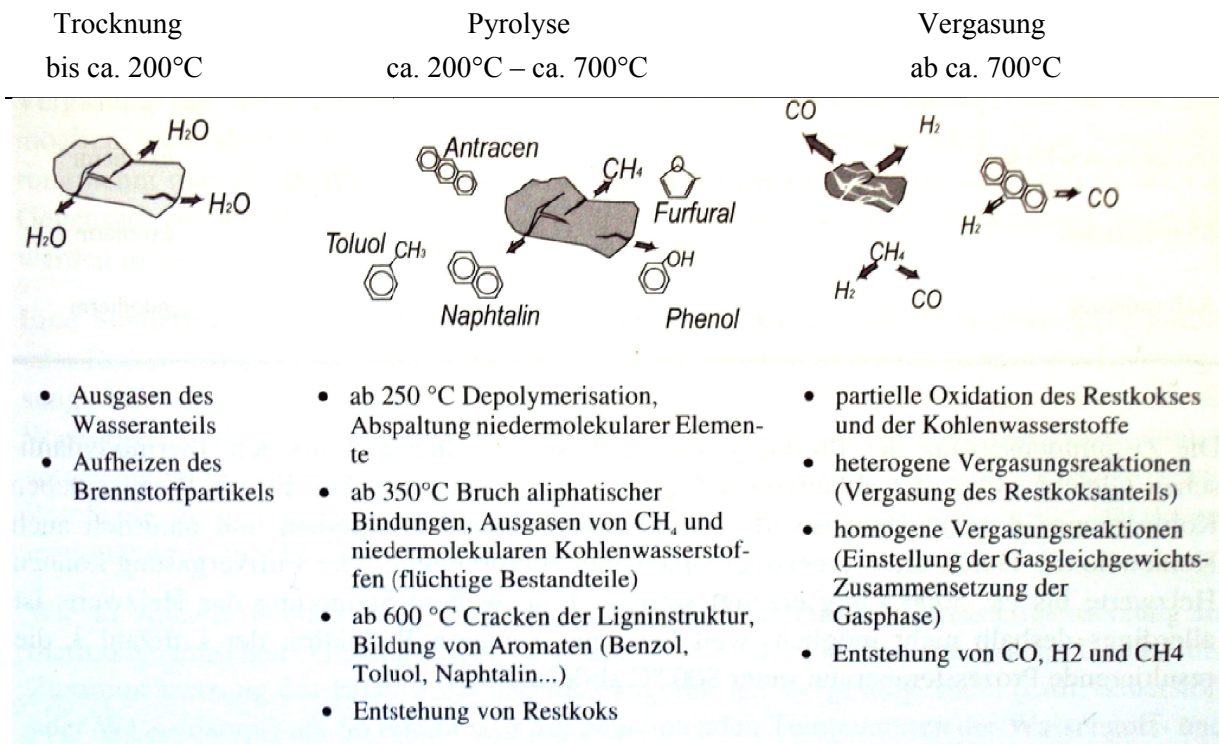 Trocknung
bis ca. 200°C
Pyrolyse
ca. 200°C – ca. 700°C
Vergasung
ab ca. 700°C
H₂O
H₂O
H₂O
Antracen
CH₄
Furfural
O
Toluol CH₃
OH
Naphtalin
Phenol
CO
H₂
CO
H₂
CH₄
H₂
CO
• Ausgasen des
Wasseranteils
• Aufheizen des
Brennstoffpartikels
• ab 250 °C Depolymerisation,
Abspaltung niedermolekularer Elemen-
te
• ab 350°C Bruch aliphatischer
Bindungen, Ausgasen von CH₄ und
niedermolekularen Kohlenwasserstof-
fen (flüchtige Bestandteile)
• ab 600 °C Cracken der Ligninstruktur,
Bildung von Aromaten (Benzol,
Toluol, Naphtalin...)
• Entstehung von Restkoks
• partielle Oxidation des Restkokses
und der Kohlenwasserstoffe
• heterogene Vergasungsreaktionen
(Vergasung des Restkoksanteils)
• homogene Vergasungsreaktionen
(Einstellung der Gasgleichgewichts-
Zusammensetzung der
Gasphase)
• Entstehung von CO, H2 und CH4